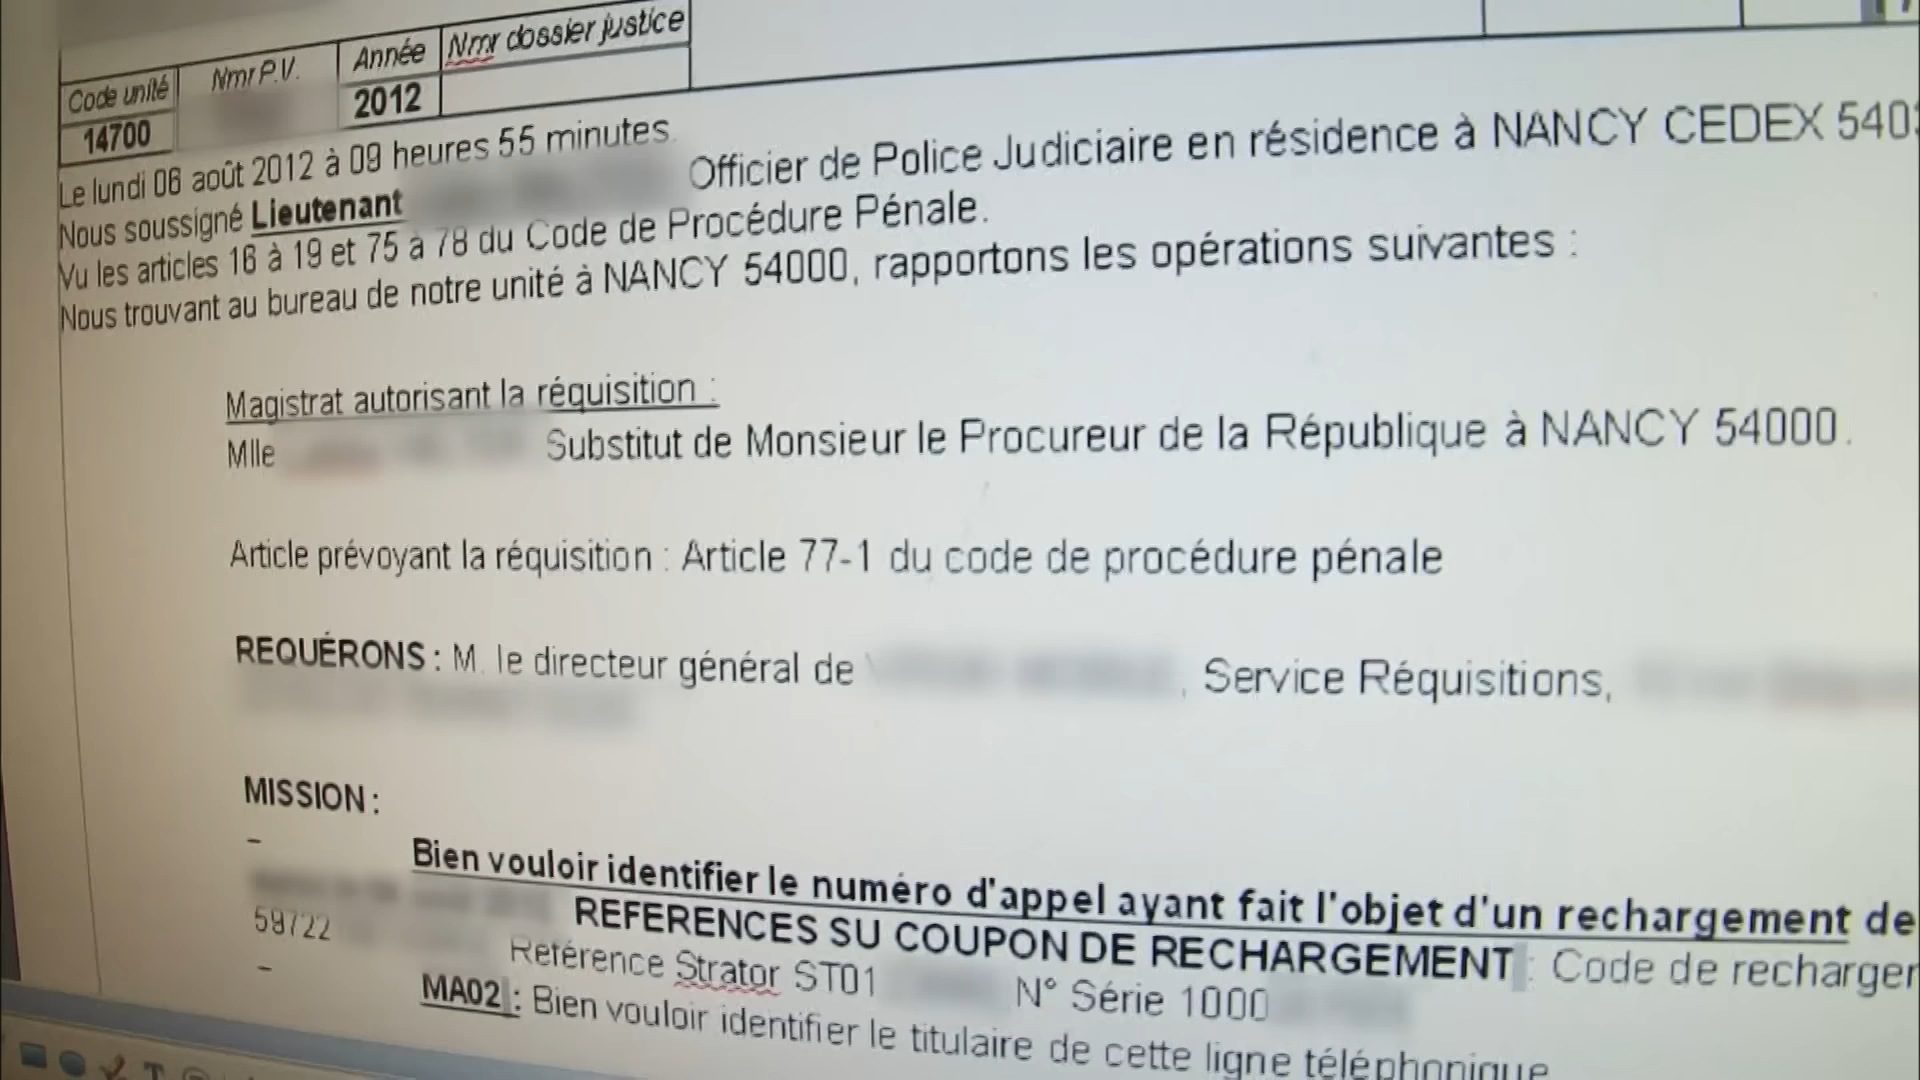 Code unité Nmr P.V. Année Nmr dossier justice
14700 2012
Le lundi 06 août 2012 à 09 heures 55 minutes.
Nous soussigné Lieutenant Officier de Police Judiciaire en résidence à NANCY CEDEX 540
Vu les articles 16 à 19 et 75 à 78 du Code de Procédure Pénale.
Nous trouvant au bureau de notre unité à NANCY 54000, rapportons les opérations suivantes :
Magistrat autorisant la réquisition :
Mlle Substitut de Monsieur le Procureur de la République à NANCY 54000.
Article prévoyant la réquisition : Article 77-1 du code de procédure pénale
REQUÉRONS : M. le directeur général de , Service Réquisitions,
MISSION :
- Bien vouloir identifier le numéro d'appel ayant fait l'objet d'un rechargement de
REFERENCES SU COUPON DE RECHARGEMENT : Code de recharger
59722 Référence Strator ST01 N° Série 1000
- MA02 : Bien vouloir identifier le titulaire de cette ligne téléphonique